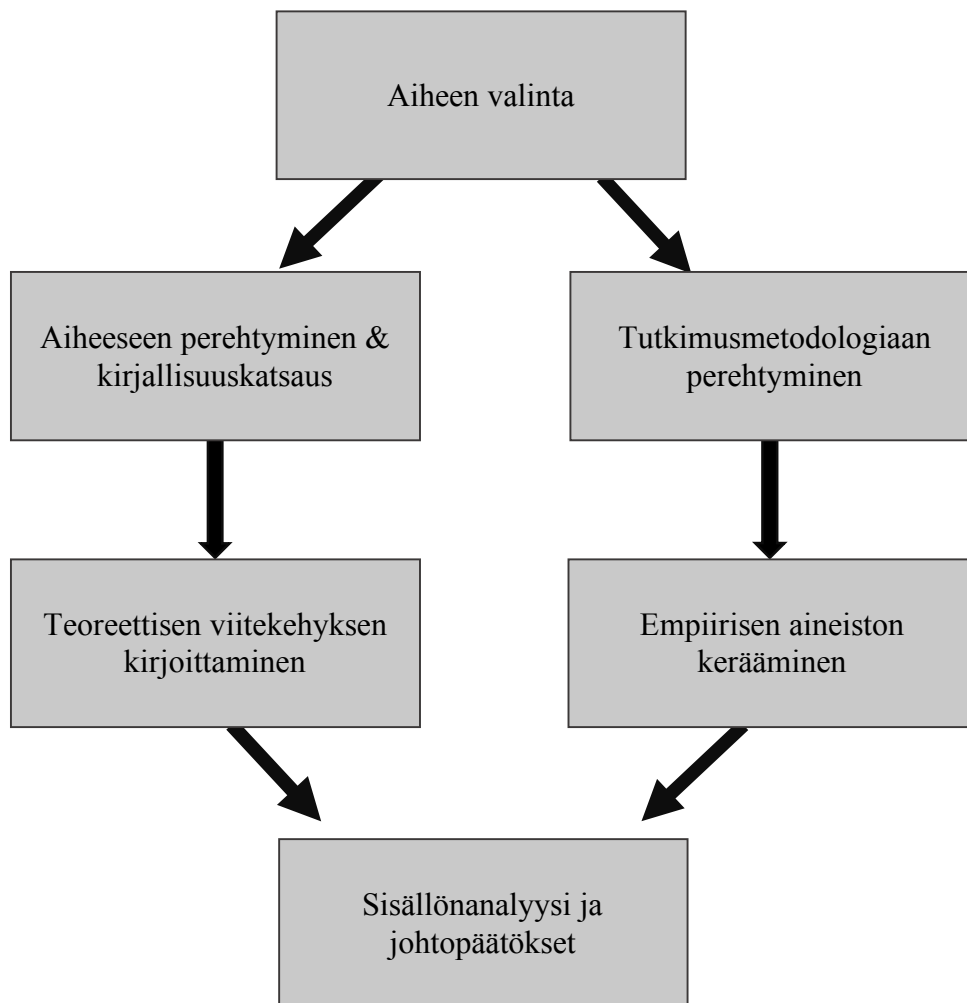 Aiheen valinta
Aiheeseen perehtyminen &
kirjallisuuskatsaus
Tutkimusmetodologiaan
perehtyminen
Teoreettisen viitekehyksen
kirjoittaminen
Empiirisen aineiston
kerääminen
Sisällönanalyysi ja
johtopäätökset